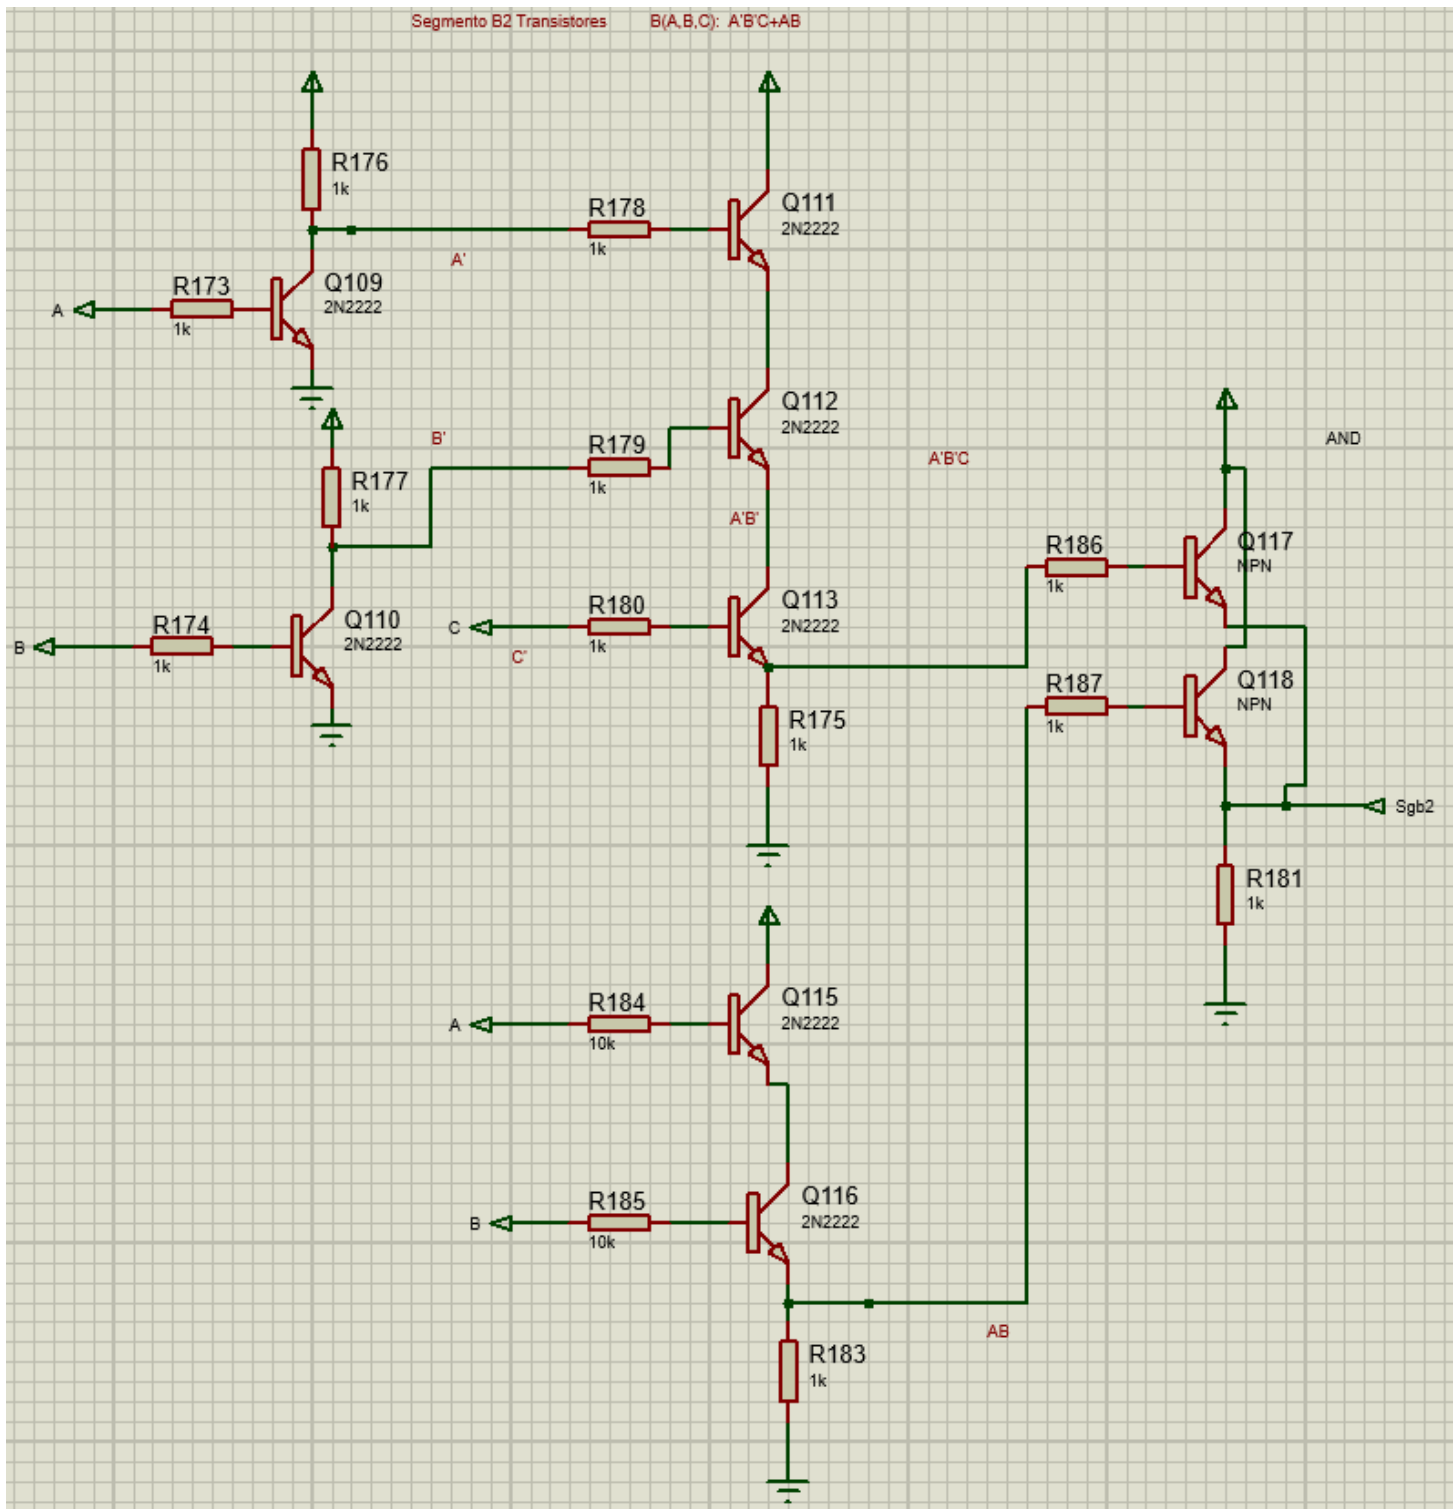 Segmento B2 Transistores B(A,B,C): A'B'C+AB
R176
1k
R178
1k
Q111
2N2222
A'
R173
1k
A
Q109
2N2222
Q112
2N2222
B'
R179
1k
AND
A'B'C
R177
1k
A'B'
R186
1k
Q117
NPN
R180
1k
Q113
2N2222
C
C'
R174
1k
B
Q110
2N2222
R187
1k
Q118
NPN
R175
1k
Sgb2
R181
1k
R184
10k
A
Q115
2N2222
R185
10k
B
Q116
2N2222
AB
R183
1k